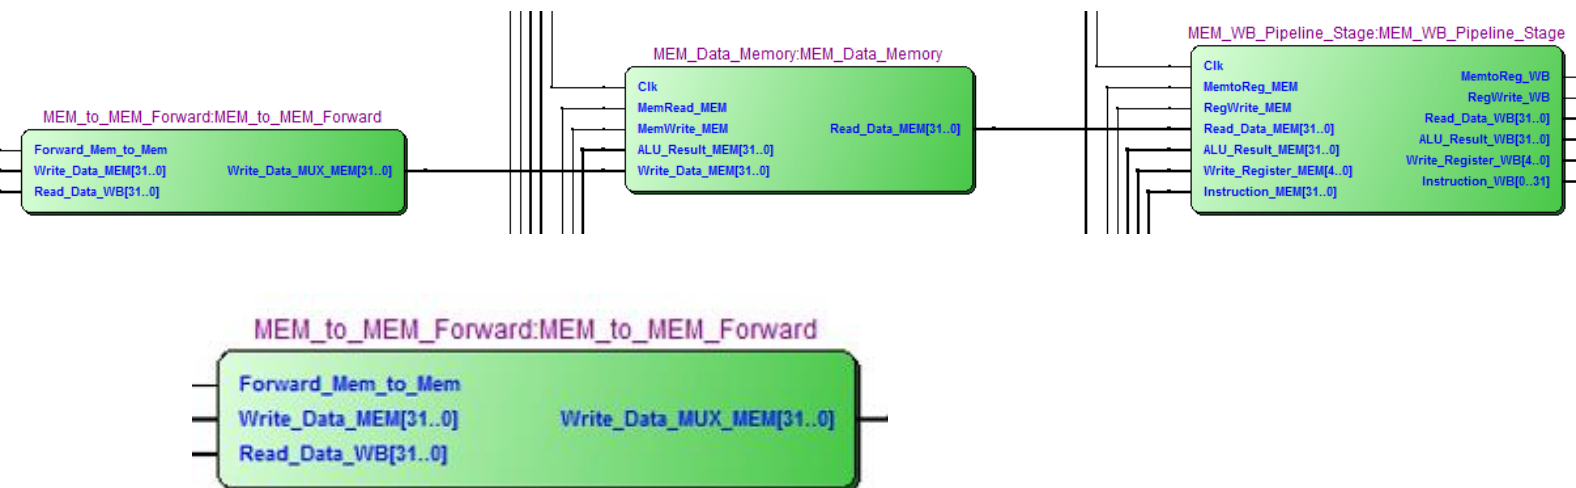 MEM_to_MEM_Forward:MEM_to_MEM_Forward
Forward_Mem_to_Mem
Write_Data_MEM[31..0]
Write_Data_MUX_MEM[31..0]
Read_Data_WB[31..0]
MEM_Data_Memory:MEM_Data_Memory
Clk
MemRead_MEM
MemWrite_MEM
Read_Data_MEM[31..0]
ALU_Result_MEM[31..0]
Write_Data_MEM[31..0]
MEM_WB_Pipeline_Stage:MEM_WB_Pipeline_Stage
Clk
MemtoReg_WB
MemtoReg_MEM
RegWrite_WB
RegWrite_MEM
Read_Data_WB[31..0]
Read_Data_MEM[31..0]
ALU_Result_WB[31..0]
ALU_Result_MEM[31..0]
Write_Register_WB[4..0]
Write_Register_MEM[4..0]
Instruction_WB[0..31]
Instruction_MEM[31..0]
MEM_to_MEM_Forward:MEM_to_MEM_Forward
Forward_Mem_to_Mem
Write_Data_MEM[31..0]
Write_Data_MUX_MEM[31..0]
Read_Data_WB[31..0]